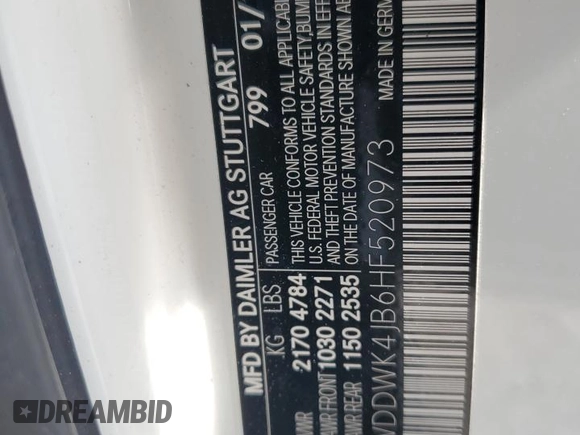 MFD BY DAIMLER AG STUTTGART
799 01/
KG LBS PASSENGER CAR
2170 4784 THIS VEHICLE CONFORMS TO ALL APPLICABLE
FRONT 1030 2271 U.S. FEDERAL MOTOR VEHICLE SAFETY, BUM
AND THEFT PREVENTION STANDARDS IN EFF
REAR 1150 2535 ON THE DATE OF MANUFACTURE SHOWN AB
WDDWK4JB6HF520973 MADE IN GERM
DREAMBID